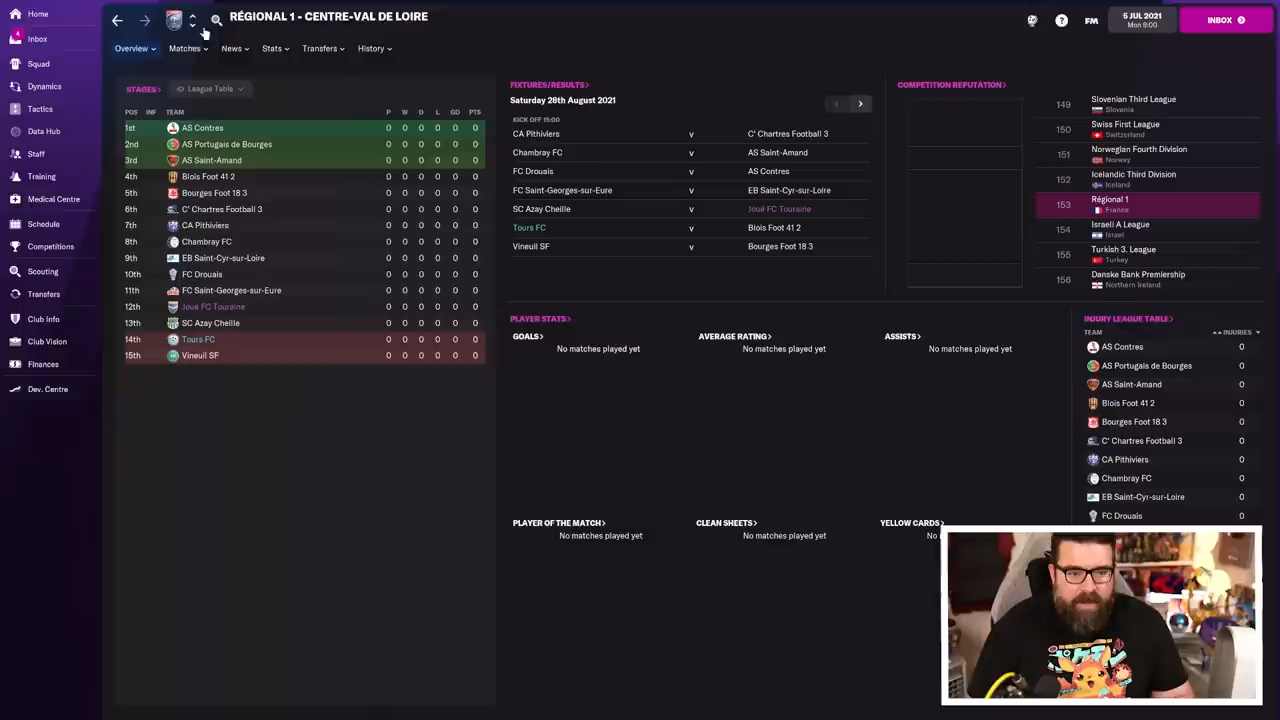 RÉGIONAL 1 - CENTRE-VAL DE LOIRE
FM
5 JUL 2021
Mon 9:00
INBOX
Overview
Matches
News
Stats
Transfers
History
Home
4
Inbox
Squad
Dynamics
Tactics
Data Hub
Staff
Training
Medical Centre
Schedule
Competitions
Scouting
Transfers
Club Info
Club Vision
Finances
Dev. Centre
STAGES
League Table
POS INF TEAM P W D L GD PTS
1st AS Contres 0 0 0 0 0 0
2nd AS Portugais de Bourges 0 0 0 0 0 0
3rd AS Saint-Amand 0 0 0 0 0 0
4th Blois Foot 41 2 0 0 0 0 0 0
5th Bourges Foot 18 3 0 0 0 0 0 0
6th C' Chartres Football 3 0 0 0 0 0 0
7th CA Pithiviers 0 0 0 0 0 0
8th Chambray FC 0 0 0 0 0 0
9th EB Saint-Cyr-sur-Loire 0 0 0 0 0 0
10th FC Drouais 0 0 0 0 0 0
11th FC Saint-Georges-sur-Eure 0 0 0 0 0 0
12th Joué FC Touraine 0 0 0 0 0 0
13th SC Azay Cheille 0 0 0 0 0 0
14th Tours FC 0 0 0 0 0 0
15th Vineuil SF 0 0 0 0 0 0
FIXTURES/RESULTS
Saturday 28th August 2021
KICK OFF 15:00
CA Pithiviers v C' Chartres Football 3
Chambray FC v AS Saint-Amand
FC Drouais v AS Contres
FC Saint-Georges-sur-Eure v EB Saint-Cyr-sur-Loire
SC Azay Cheille v Joué FC Touraine
Tours FC v Blois Foot 41 2
Vineuil SF v Bourges Foot 18 3
COMPETITION REPUTATION
149 Slovenian Third League
Slovenia
150 Swiss First League
Switzerland
151 Norwegian Fourth Division
Norway
152 Icelandic Third Division
Iceland
153 Régional 1
France
154 Israeli A League
Israel
155 Turkish 3. League
Turkey
156 Danske Bank Premiership
Northern Ireland
PLAYER STATS
GOALS
No matches played yet
AVERAGE RATING
No matches played yet
ASSISTS
No matches played yet
PLAYER OF THE MATCH
No matches played yet
CLEAN SHEETS
No matches played yet
YELLOW CARDS
No
INJURY LEAGUE TABLE
TEAM INJURIES
AS Contres 0
AS Portugais de Bourges 0
AS Saint-Amand 0
Blois Foot 41 2 0
Bourges Foot 18 3 0
C' Chartres Football 3 0
CA Pithiviers 0
Chambray FC 0
EB Saint-Cyr-sur-Loire 0
FC Drouais 0